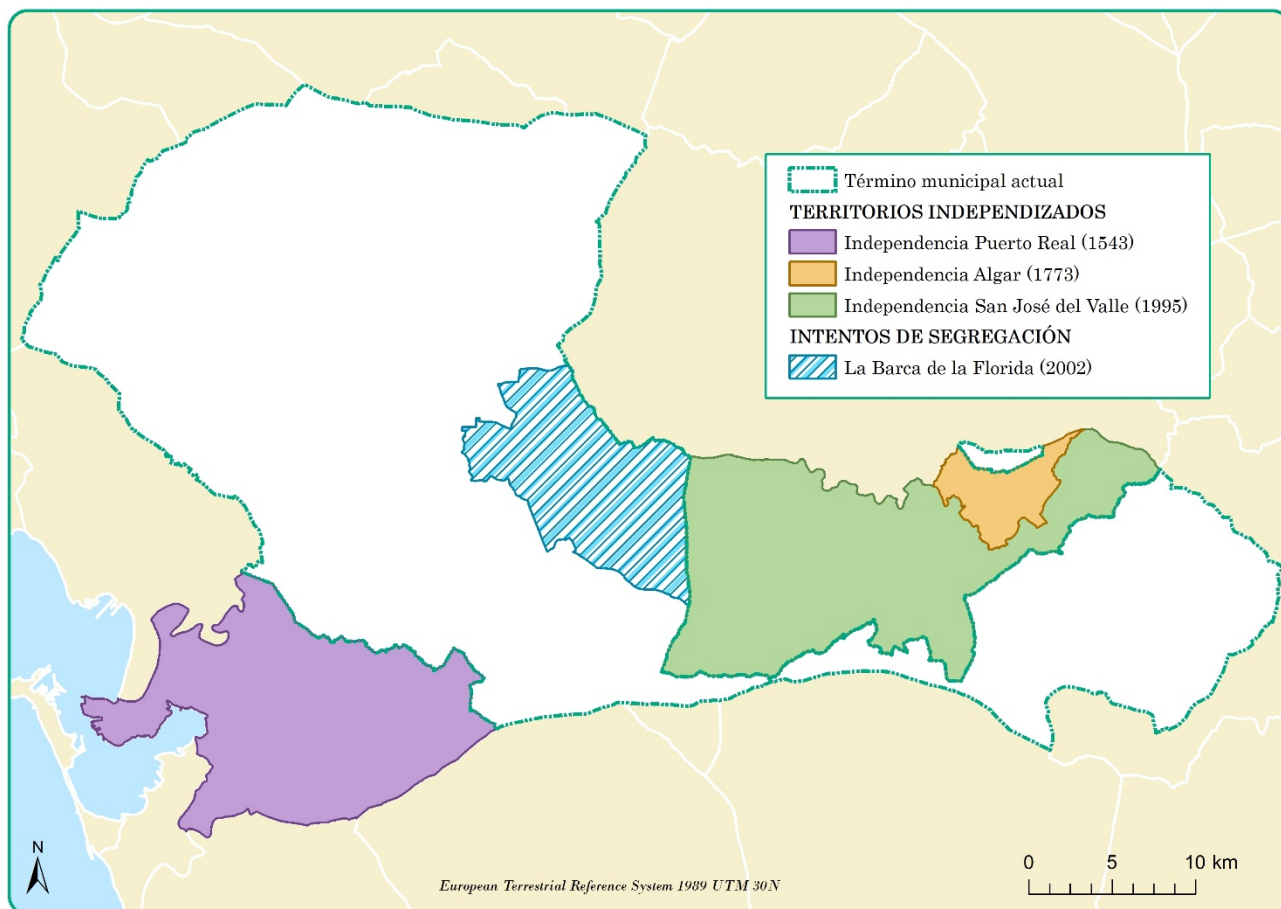 Término municipal actual
TERRITORIOS INDEPENDIZADOS
Independencia Puerto Real (1543)
Independencia Algar (1773)
Independencia San José del Valle (1995)
INTENTOS DE SEGREGACIÓN
La Barca de la Florida (2002)
N
European Terrestrial Reference System 1989 UTM 30N
0 5 10 km